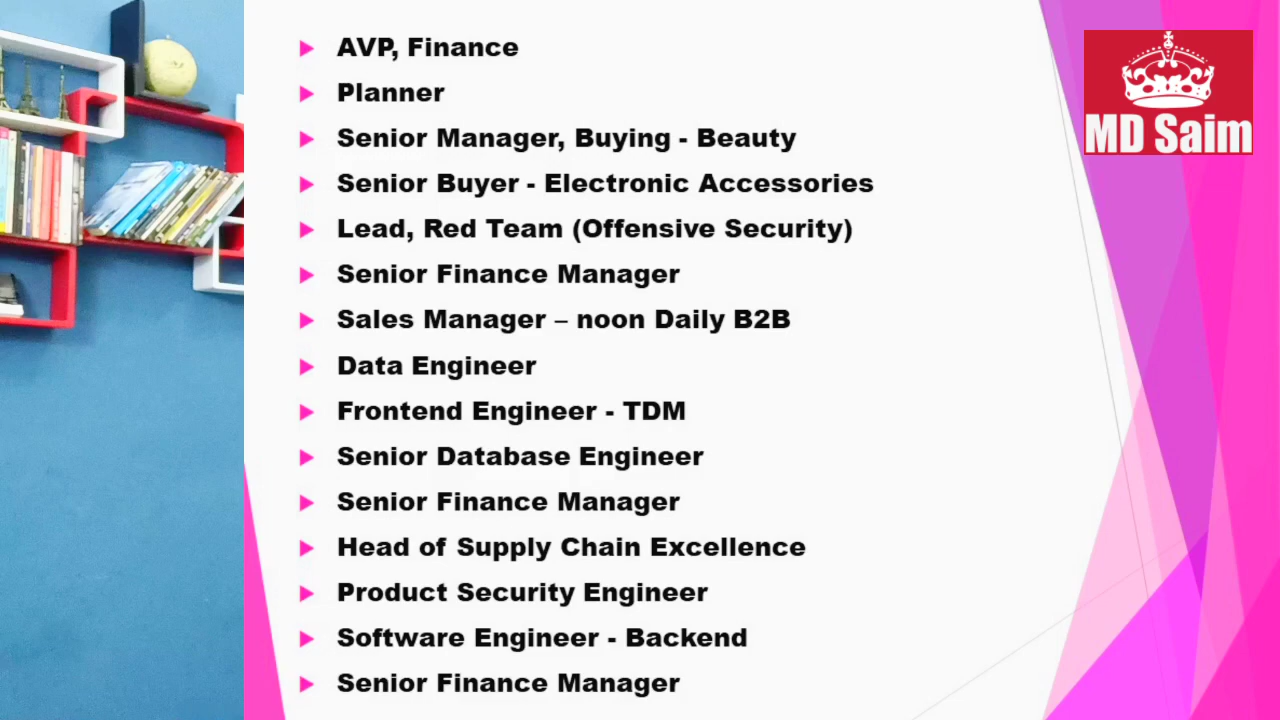 AVP, Finance
Planner
Senior Manager, Buying - Beauty
Senior Buyer - Electronic Accessories
Lead, Red Team (Offensive Security)
Senior Finance Manager
Sales Manager – noon Daily B2B
Data Engineer
Frontend Engineer - TDM
Senior Database Engineer
Senior Finance Manager
Head of Supply Chain Excellence
Product Security Engineer
Software Engineer - Backend
Senior Finance Manager
MD Saim